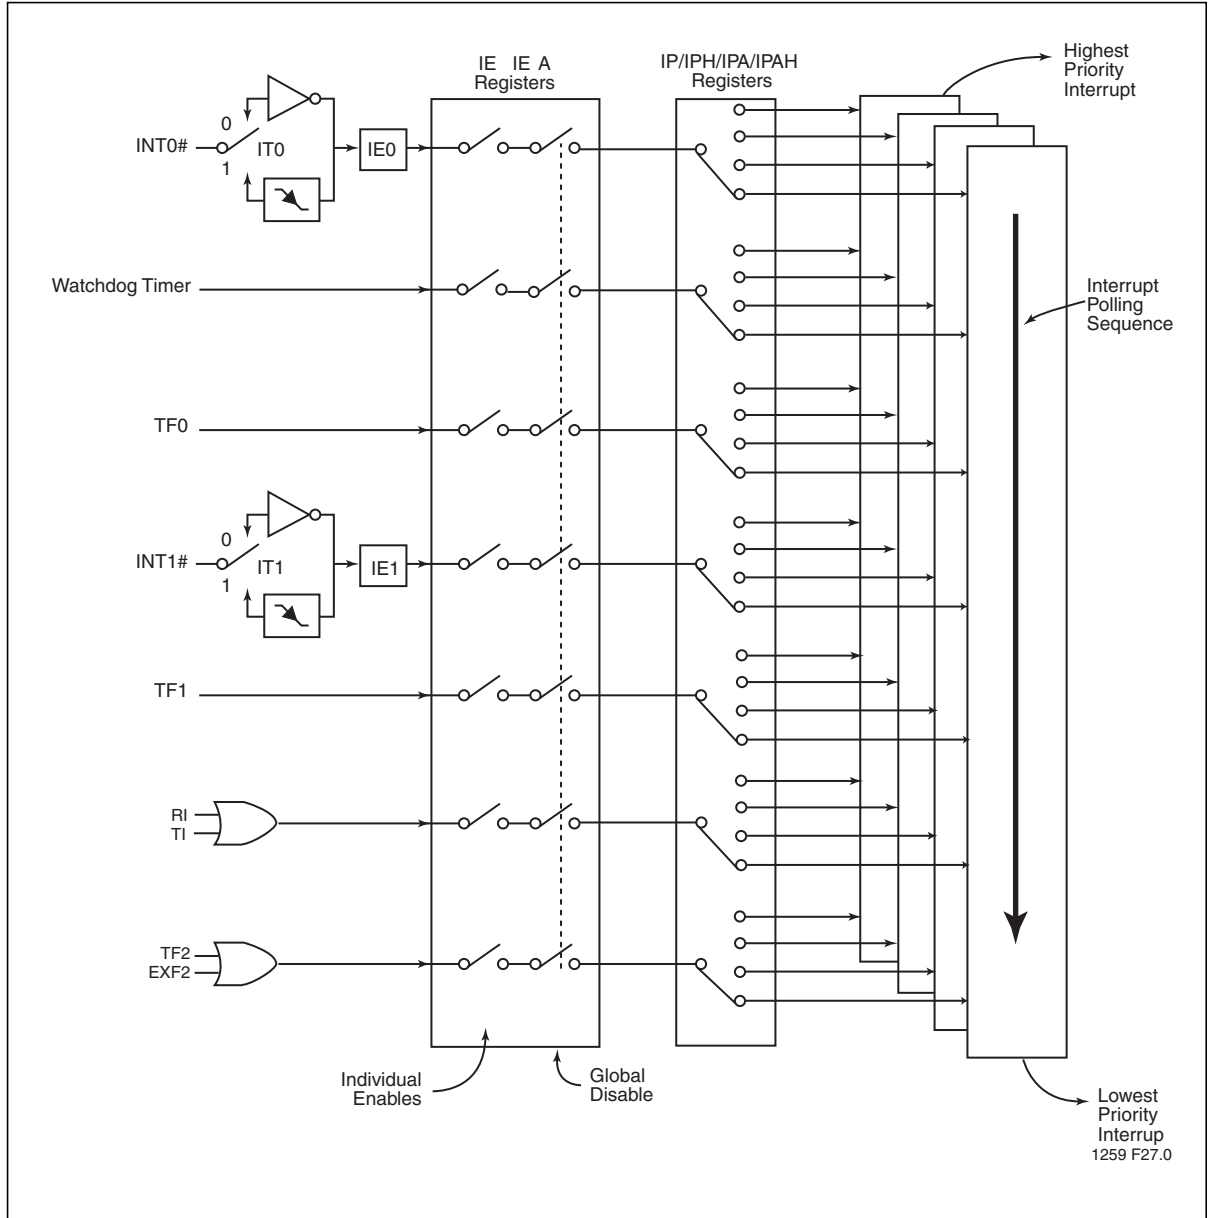 IE IE A
Registers
IP/IPH/IPA/IPAH
Registers
Highest
Priority
Interrupt
0
INT0#
IT0
1
IE0
Watchdog Timer
Interrupt
Polling
Sequence
TF0
0
INT1#
IT1
1
IE1
TF1
RI
TI
TF2
EXF2
Individual
Enables
Global
Disable
Lowest
Priority
Interrup
1259 F27.0